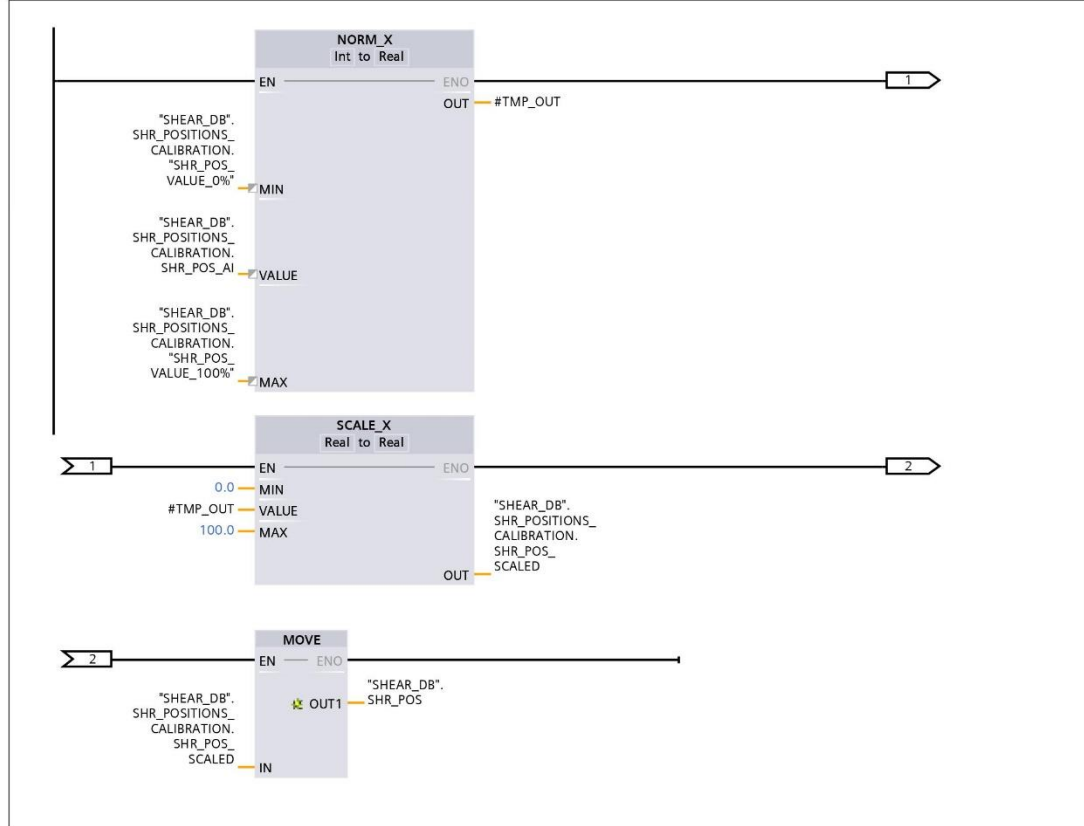 NORM_X
Int to Real
EN
ENO
1
OUT
#TMP_OUT
"SHEAR_DB".
SHR_POSITIONS_
CALIBRATION.
"SHR_POS_
VALUE_0%"
MIN
"SHEAR_DB".
SHR_POSITIONS_
CALIBRATION.
SHR_POS_AI
VALUE
"SHEAR_DB".
SHR_POSITIONS_
CALIBRATION.
"SHR_POS_
VALUE_100%"
MAX
SCALE_X
Real to Real
1
EN
ENO
2
0.0
MIN
#TMP_OUT
VALUE
100.0
MAX
"SHEAR_DB".
SHR_POSITIONS_
CALIBRATION.
SHR_POS_
SCALED
OUT
MOVE
2
EN
ENO
OUT1
"SHEAR_DB".
SHR_POS
"SHEAR_DB".
SHR_POSITIONS_
CALIBRATION.
SHR_POS_
SCALED
IN